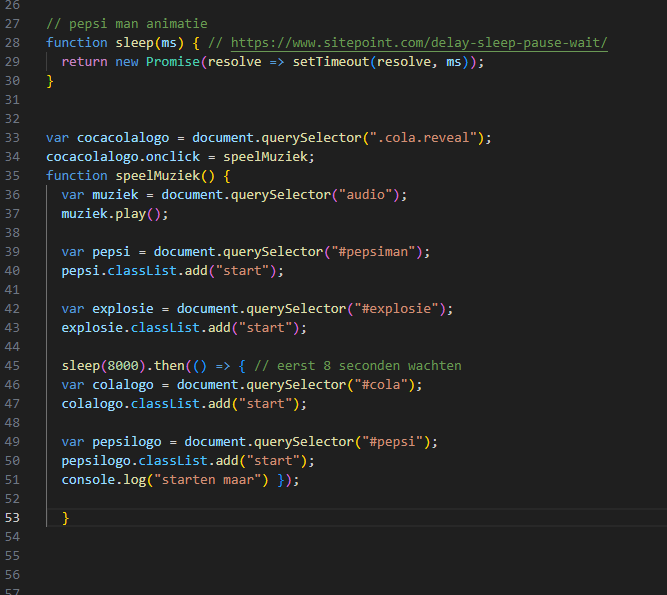 26
27 // pepsi man animatie
28 function sleep(ms) { // https://www.sitepoint.com/delay-sleep-pause-wait/
29 return new Promise(resolve => setTimeout(resolve, ms));
30 }
31
32
33 var cocacolalogo = document.querySelector(".cola.reveal");
34 cocacolalogo.onclick = speelMuziek;
35 function speelMuziek() {
36 var muziek = document.querySelector("audio");
37 muziek.play();
38
39 var pepsi = document.querySelector("#pepsiman");
40 pepsi.classList.add("start");
41
42 var explosie = document.querySelector("#explosie");
43 explosie.classList.add("start");
44
45 sleep(8000).then(() => { // eerst 8 seconden wachten
46 var colalogo = document.querySelector("#cola");
47 colalogo.classList.add("start");
48
49 var pepsilogo = document.querySelector("#pepsi");
50 pepsilogo.classList.add("start");
51 console.log("starten maar") });
52
53 }
54
55
56
57